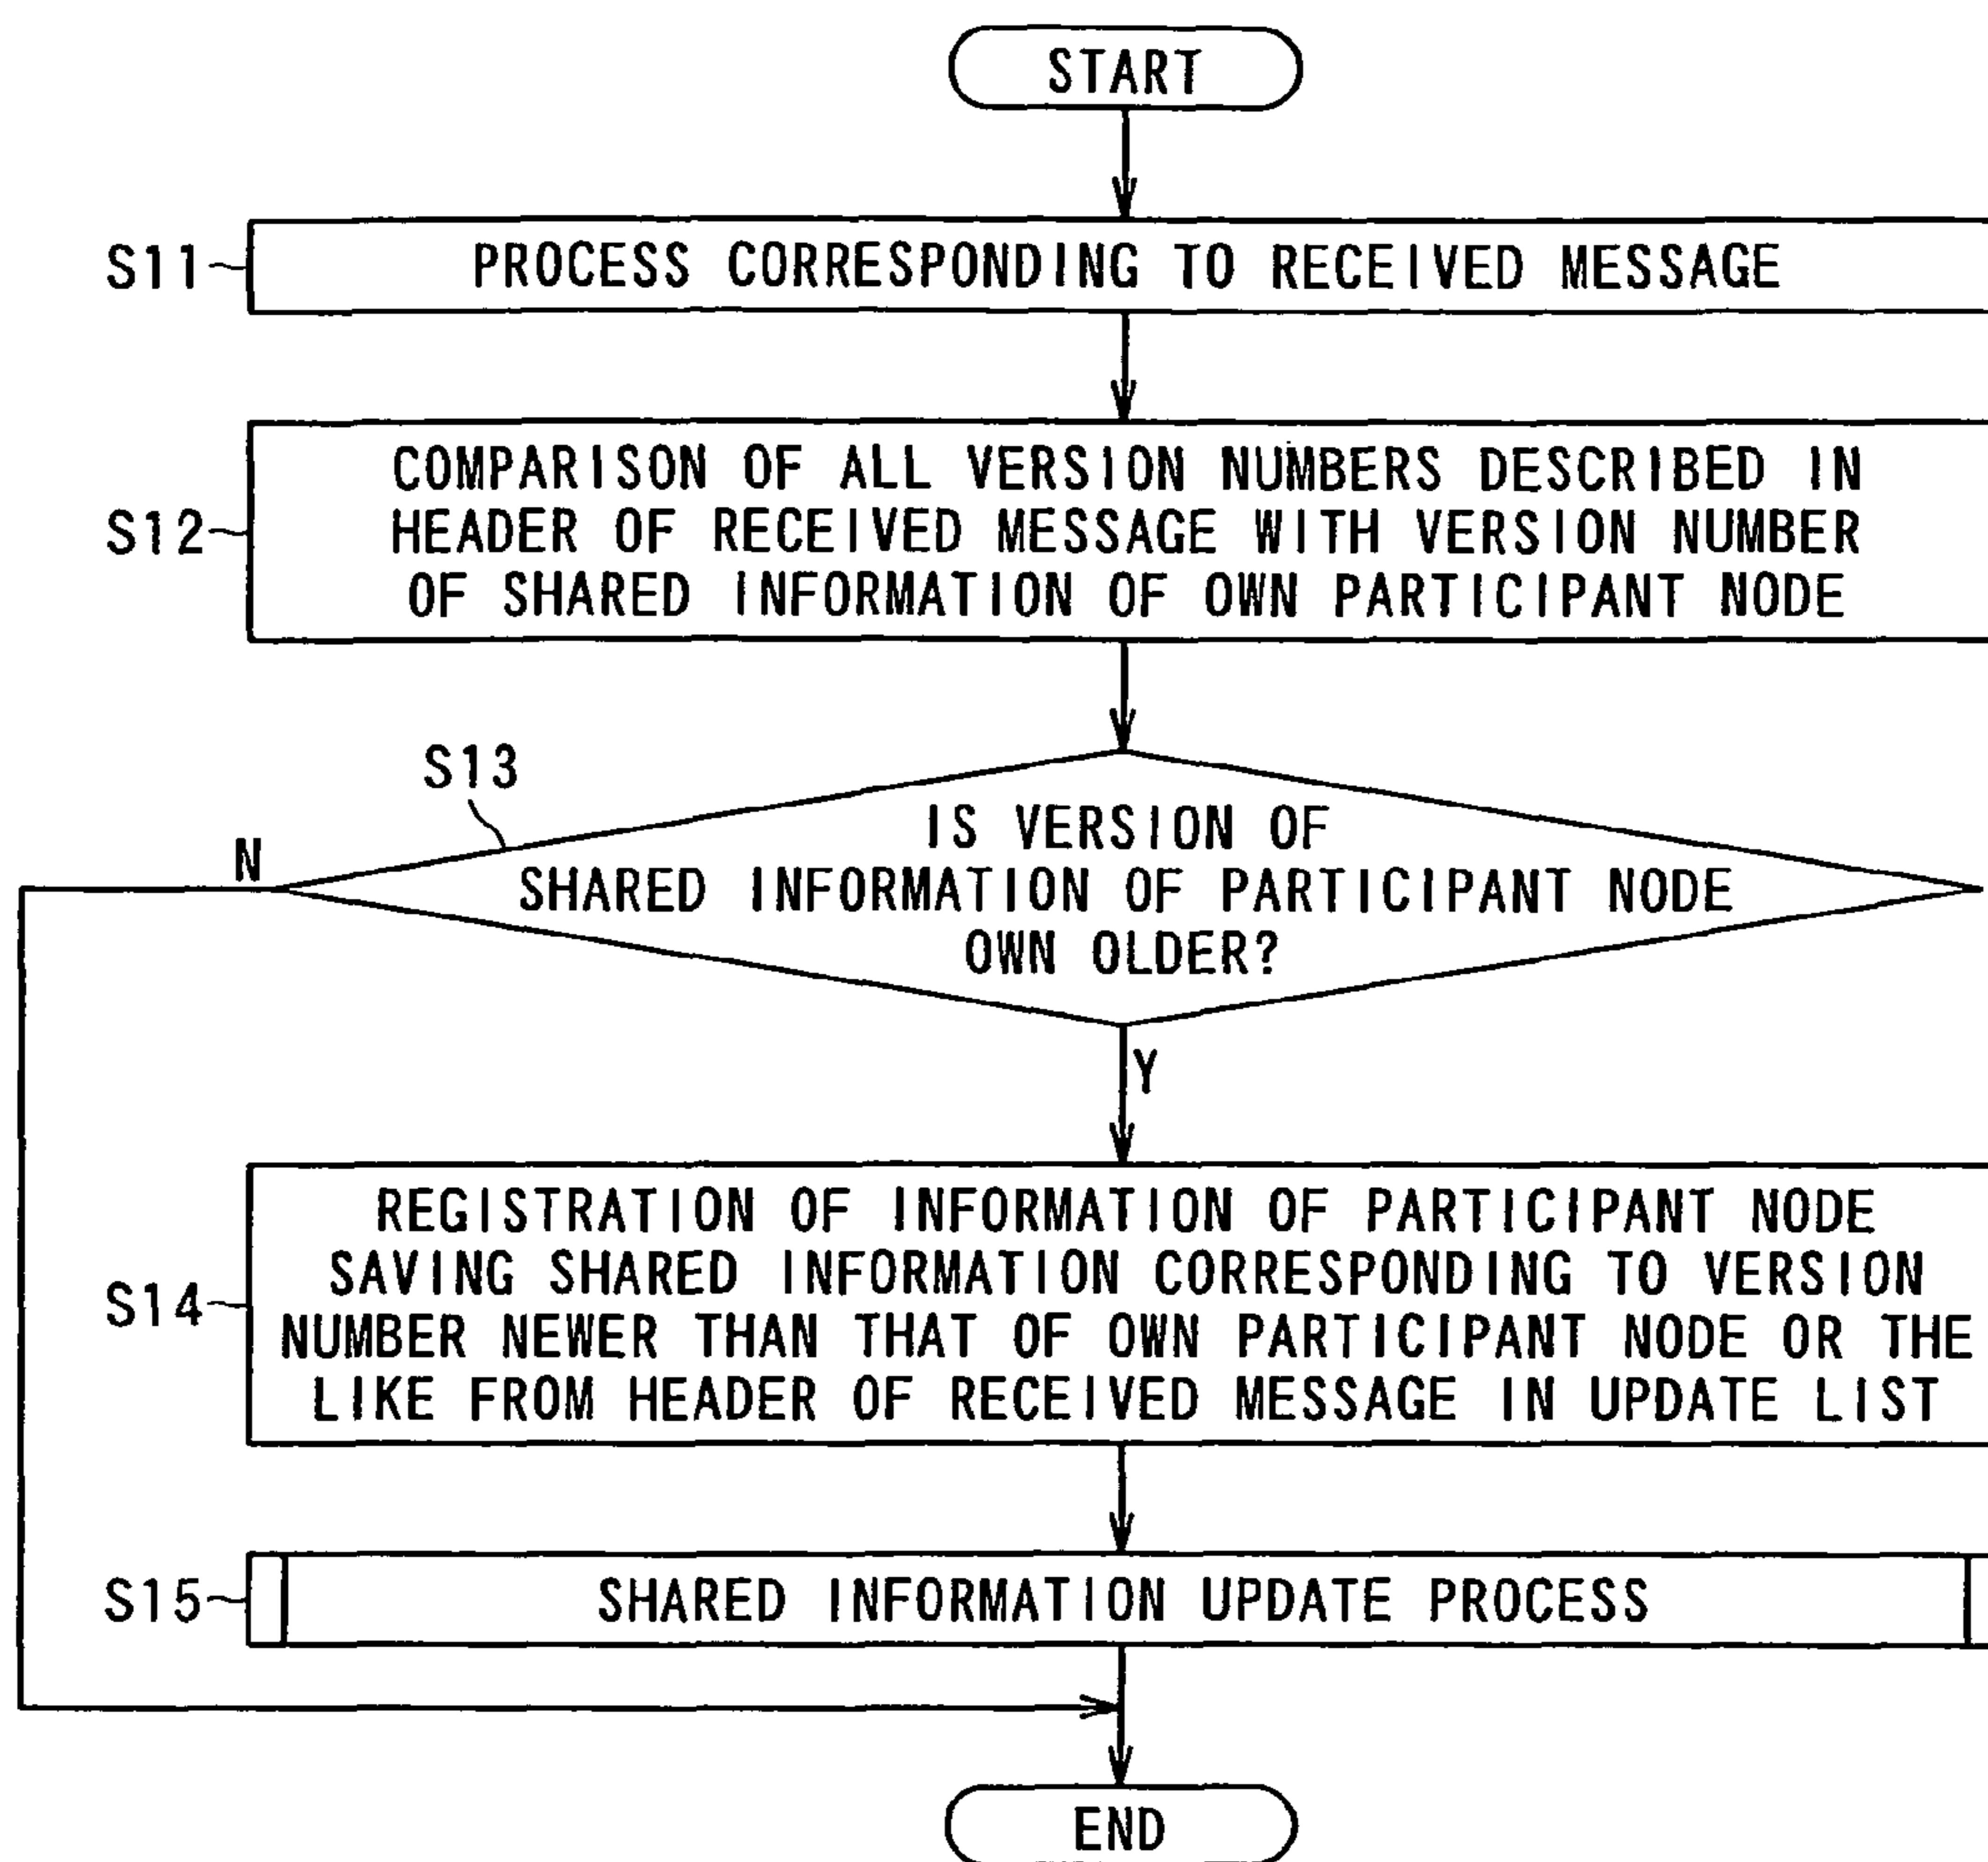 START
S11
PROCESS CORRESPONDING TO RECEIVED MESSAGE
S12
COMPARISON OF ALL VERSION NUMBERS DESCRIBED IN
HEADER OF RECEIVED MESSAGE WITH VERSION NUMBER
OF SHARED INFORMATION OF OWN PARTICIPANT NODE
S13
N
IS VERSION OF
SHARED INFORMATION OF PARTICIPANT NODE
OWN OLDER?
Y
S14
REGISTRATION OF INFORMATION OF PARTICIPANT NODE
SAVING SHARED INFORMATION CORRESPONDING TO VERSION
NUMBER NEWER THAN THAT OF OWN PARTICIPANT NODE OR THE
LIKE FROM HEADER OF RECEIVED MESSAGE IN UPDATE LIST
S15
SHARED INFORMATION UPDATE PROCESS
END